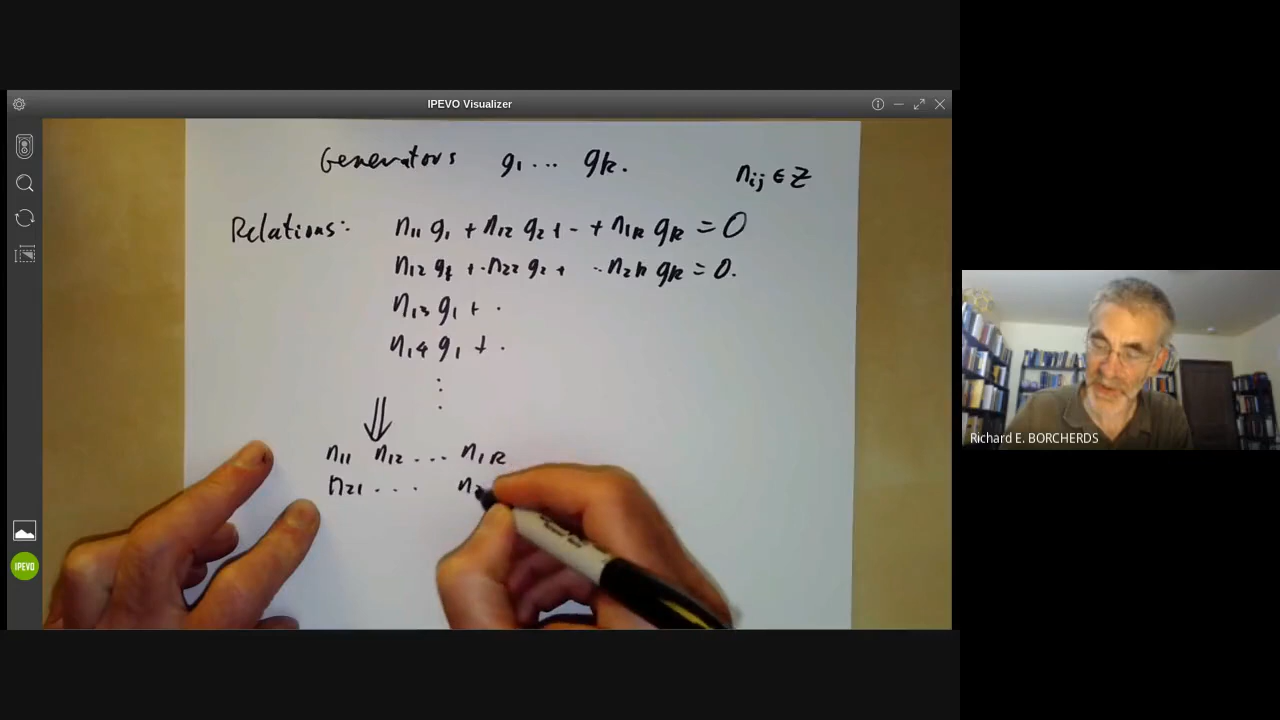 IPEVO Visualizer
Generators g₁ ... gₖ. nᵢⱼ ∈ Z
Relations: n₁₁ g₁ + n₁₂ g₂ + - + n₁ₖ gₖ = 0
n₁₂ g₁ + n₂₂ g₂ + .. n₂ₖ gₖ = 0.
n₁₃ g₁ + .
n₁₄ g₁ + .
⋮
⇓
n₁₁ n₁₂ ... n₁ₖ
n₂₁ ... n₂
Richard E. BORCHERDS
IPEVO